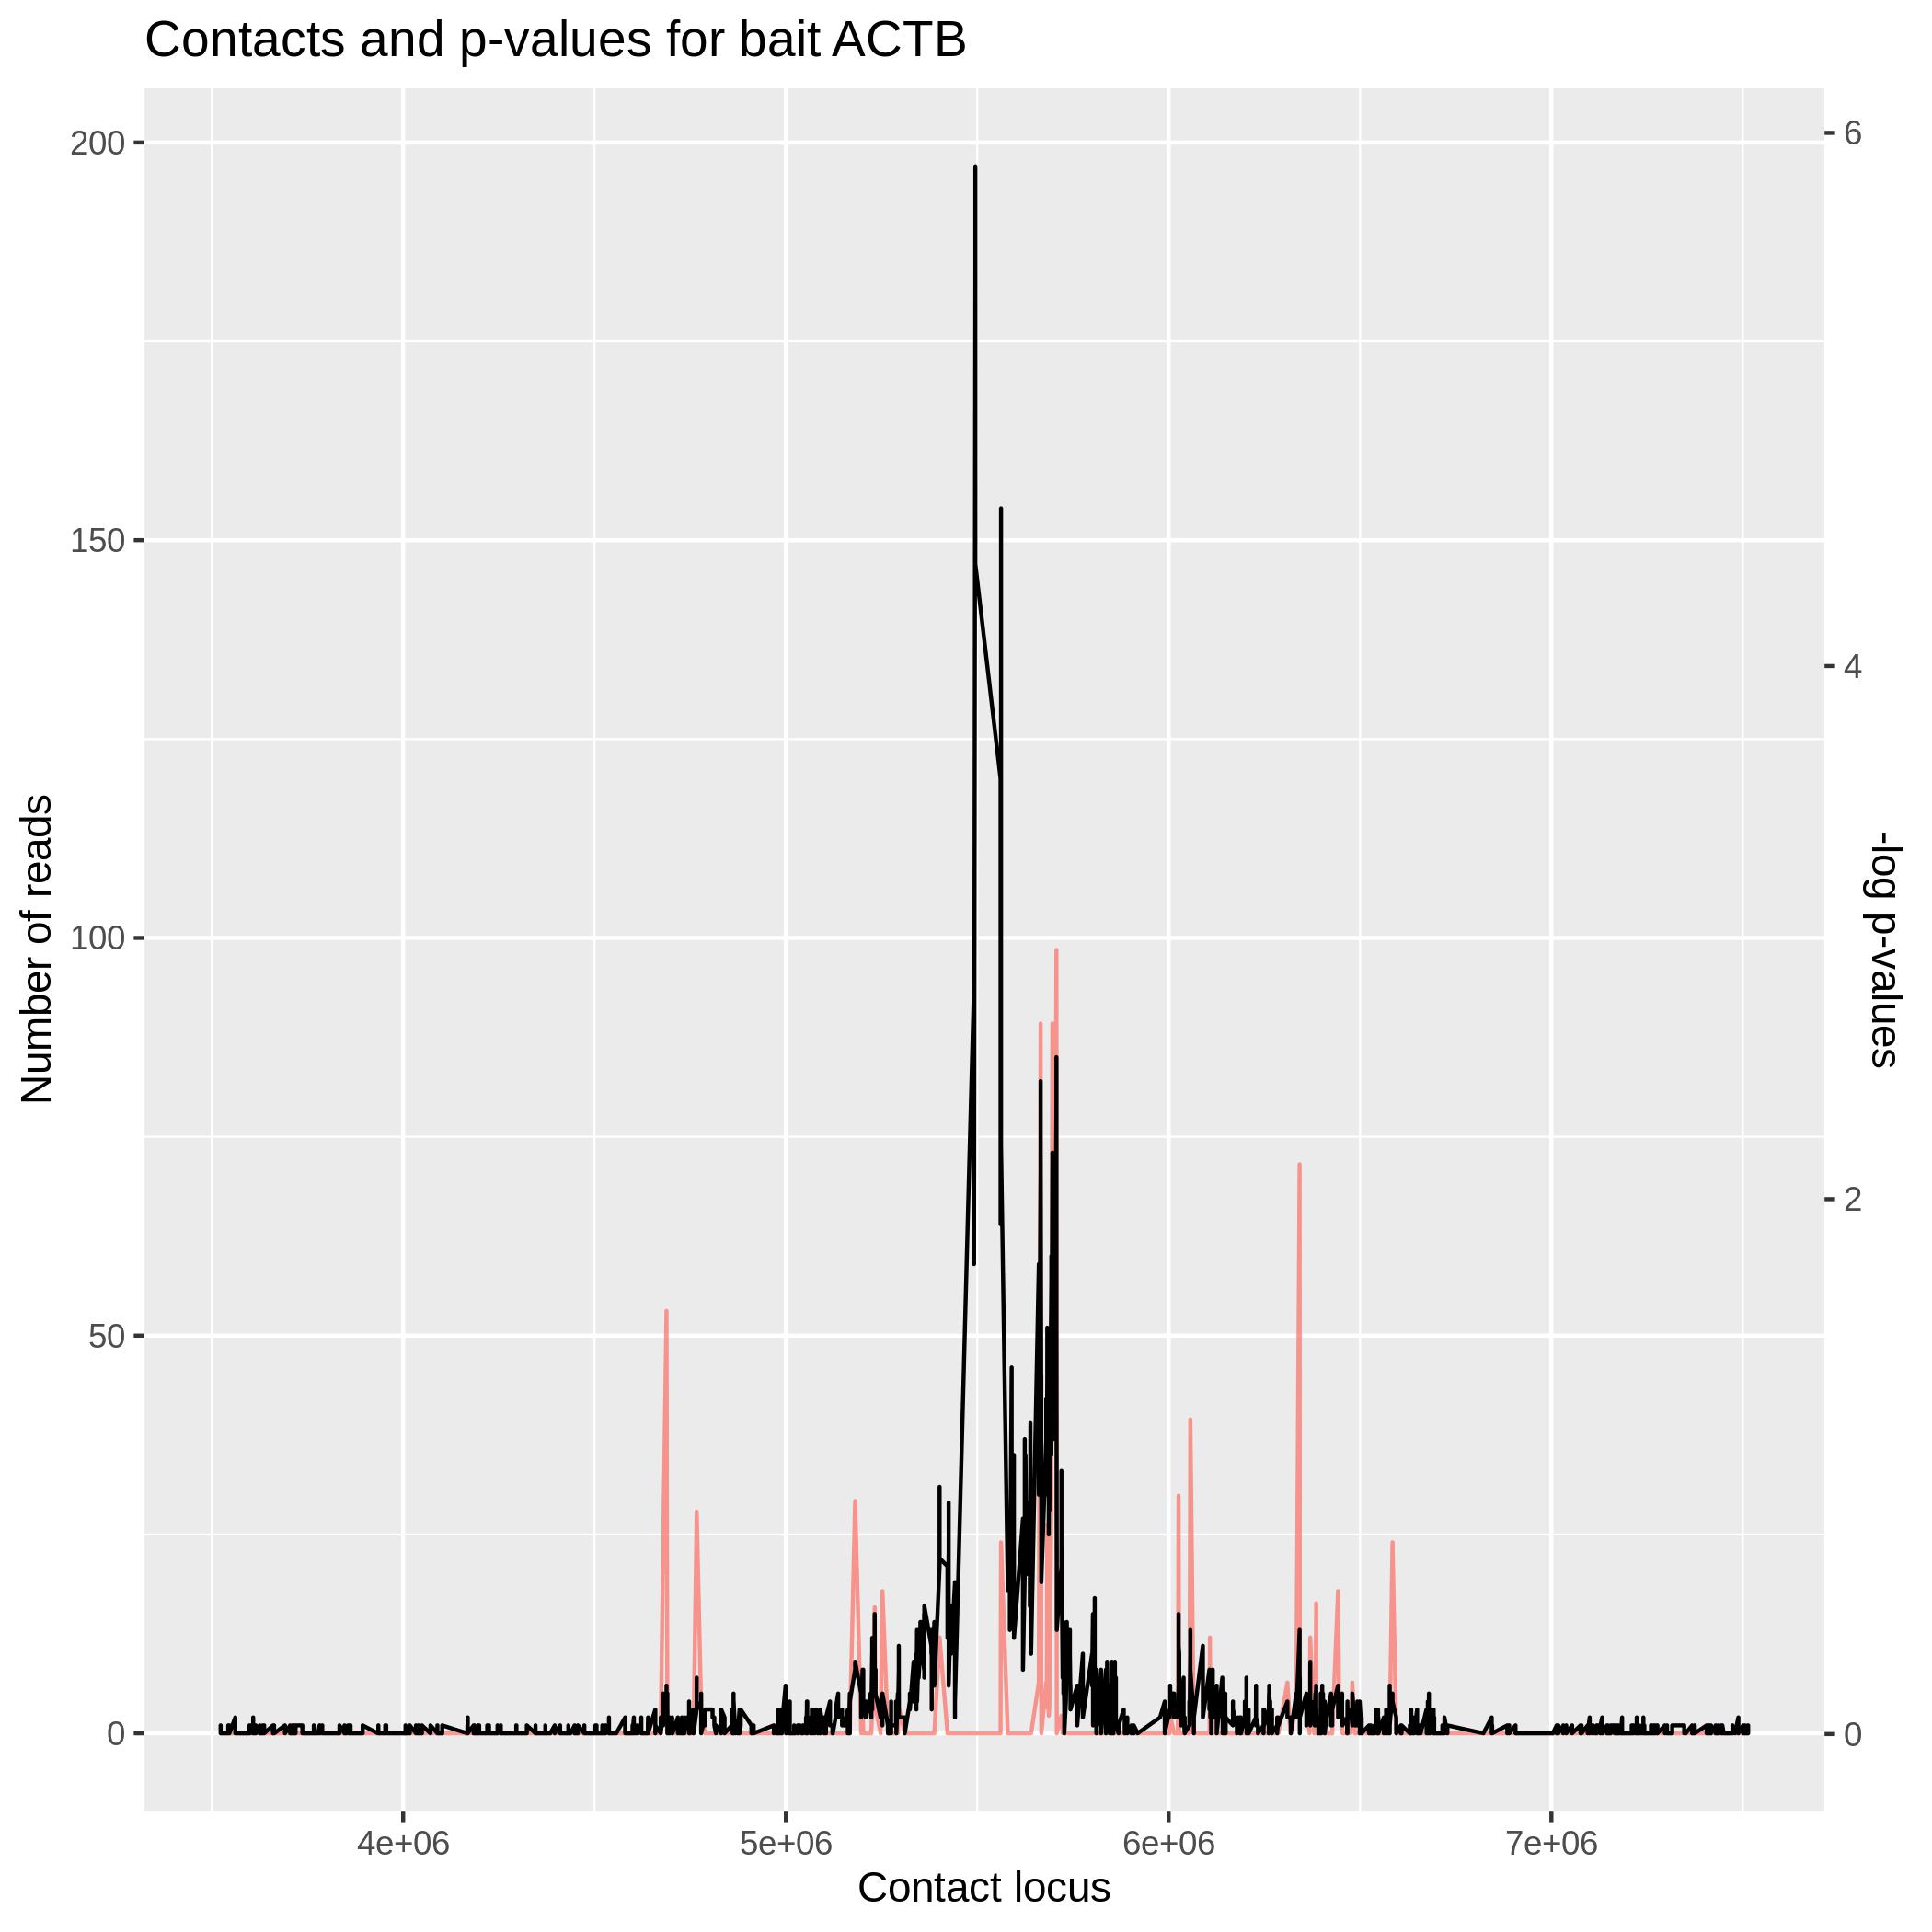 Contacts and p-values for bait ACTB
200
150
100
50
0
Number of reads
6
4
2
0
-log p-values
4e+06
5e+06
6e+06
7e+06
Contact locus